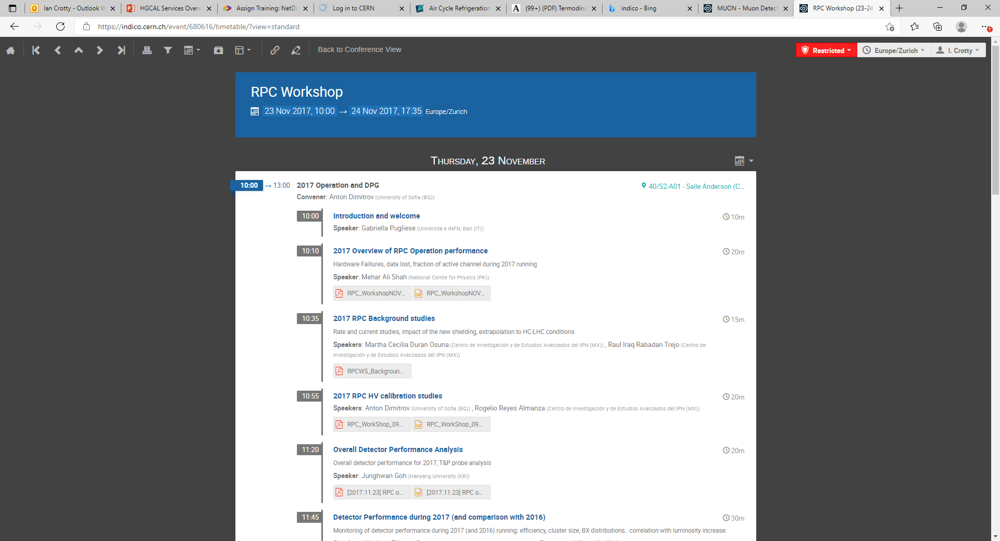 Ian Crotty - Outlook W
HGCAL Services Overv
Assign Training: NetDi
Log in to CERN
Air Cycle Refrigeration
(99+) (PDF) Termodiná
indico - Bing
MUON - Muon Detect
RPC Workshop (23-24
https://indico.cern.ch/event/680616/timetable/?view=standard
Back to Conference View
Restricted
Europe/Zurich
I. Crotty
RPC Workshop
23 Nov 2017, 10:00 → 24 Nov 2017, 17:35 Europe/Zurich
Thursday, 23 November
10:00 → 13:00 2017 Operation and DPG 40/S2-A01 - Salle Anderson (C...
Convener: Anton Dimitrov (University of Sofia (BG))
10:00 Introduction and welcome 10m
Speaker: Gabriella Pugliese (Universita e INFN, Bari (IT))
10:10 2017 Overview of RPC Operation performance 20m
Hardware Faillures, data lost, fraction of active channel during 2017 running
Speaker: Mehar Ali Shah (National Centre for Physics (PK))
RPC_WorkshopNOV... RPC_WorkshopNOV...
10:35 2017 RPC Background studies 15m
Rate and current studies, impact of the new shielding, extrapolation to HC-LHC conditions
Speakers: Martha Cecilia Duran Osuna (Centro de Investigación y de Estudios Avanzados del IPN (MX)) , Raul Iraq Rabadan Trejo (Centro de
Investigación y de Estudios Avanzados del IPN (MX))
RPCWS_Backgroun...
10:55 2017 RPC HV calibration studies 20m
Speakers: Anton Dimitrov (University of Sofia (BG)) , Rogelio Reyes Almanza (Centro de Investigación y de Estudios Avanzados del IPN (MX))
RPC_WorkShop_09... RPC_WorkShop_09...
11:20 Overall Detector Performance Analysis 20m
Overall detector performance for 2017, T&P probe analysis
Speaker: Junghwan Goh (Hanyang University (KR))
[2017.11.23] RPC o... [2017.11.23] RPC o...
11:45 Detector Performance during 2017 (and comparison with 2016) 30m
Monitoring of detector performance during 2017 (and 2016) running: efficiency, cluster size, BX distributions.. correlation with luminosity increase.